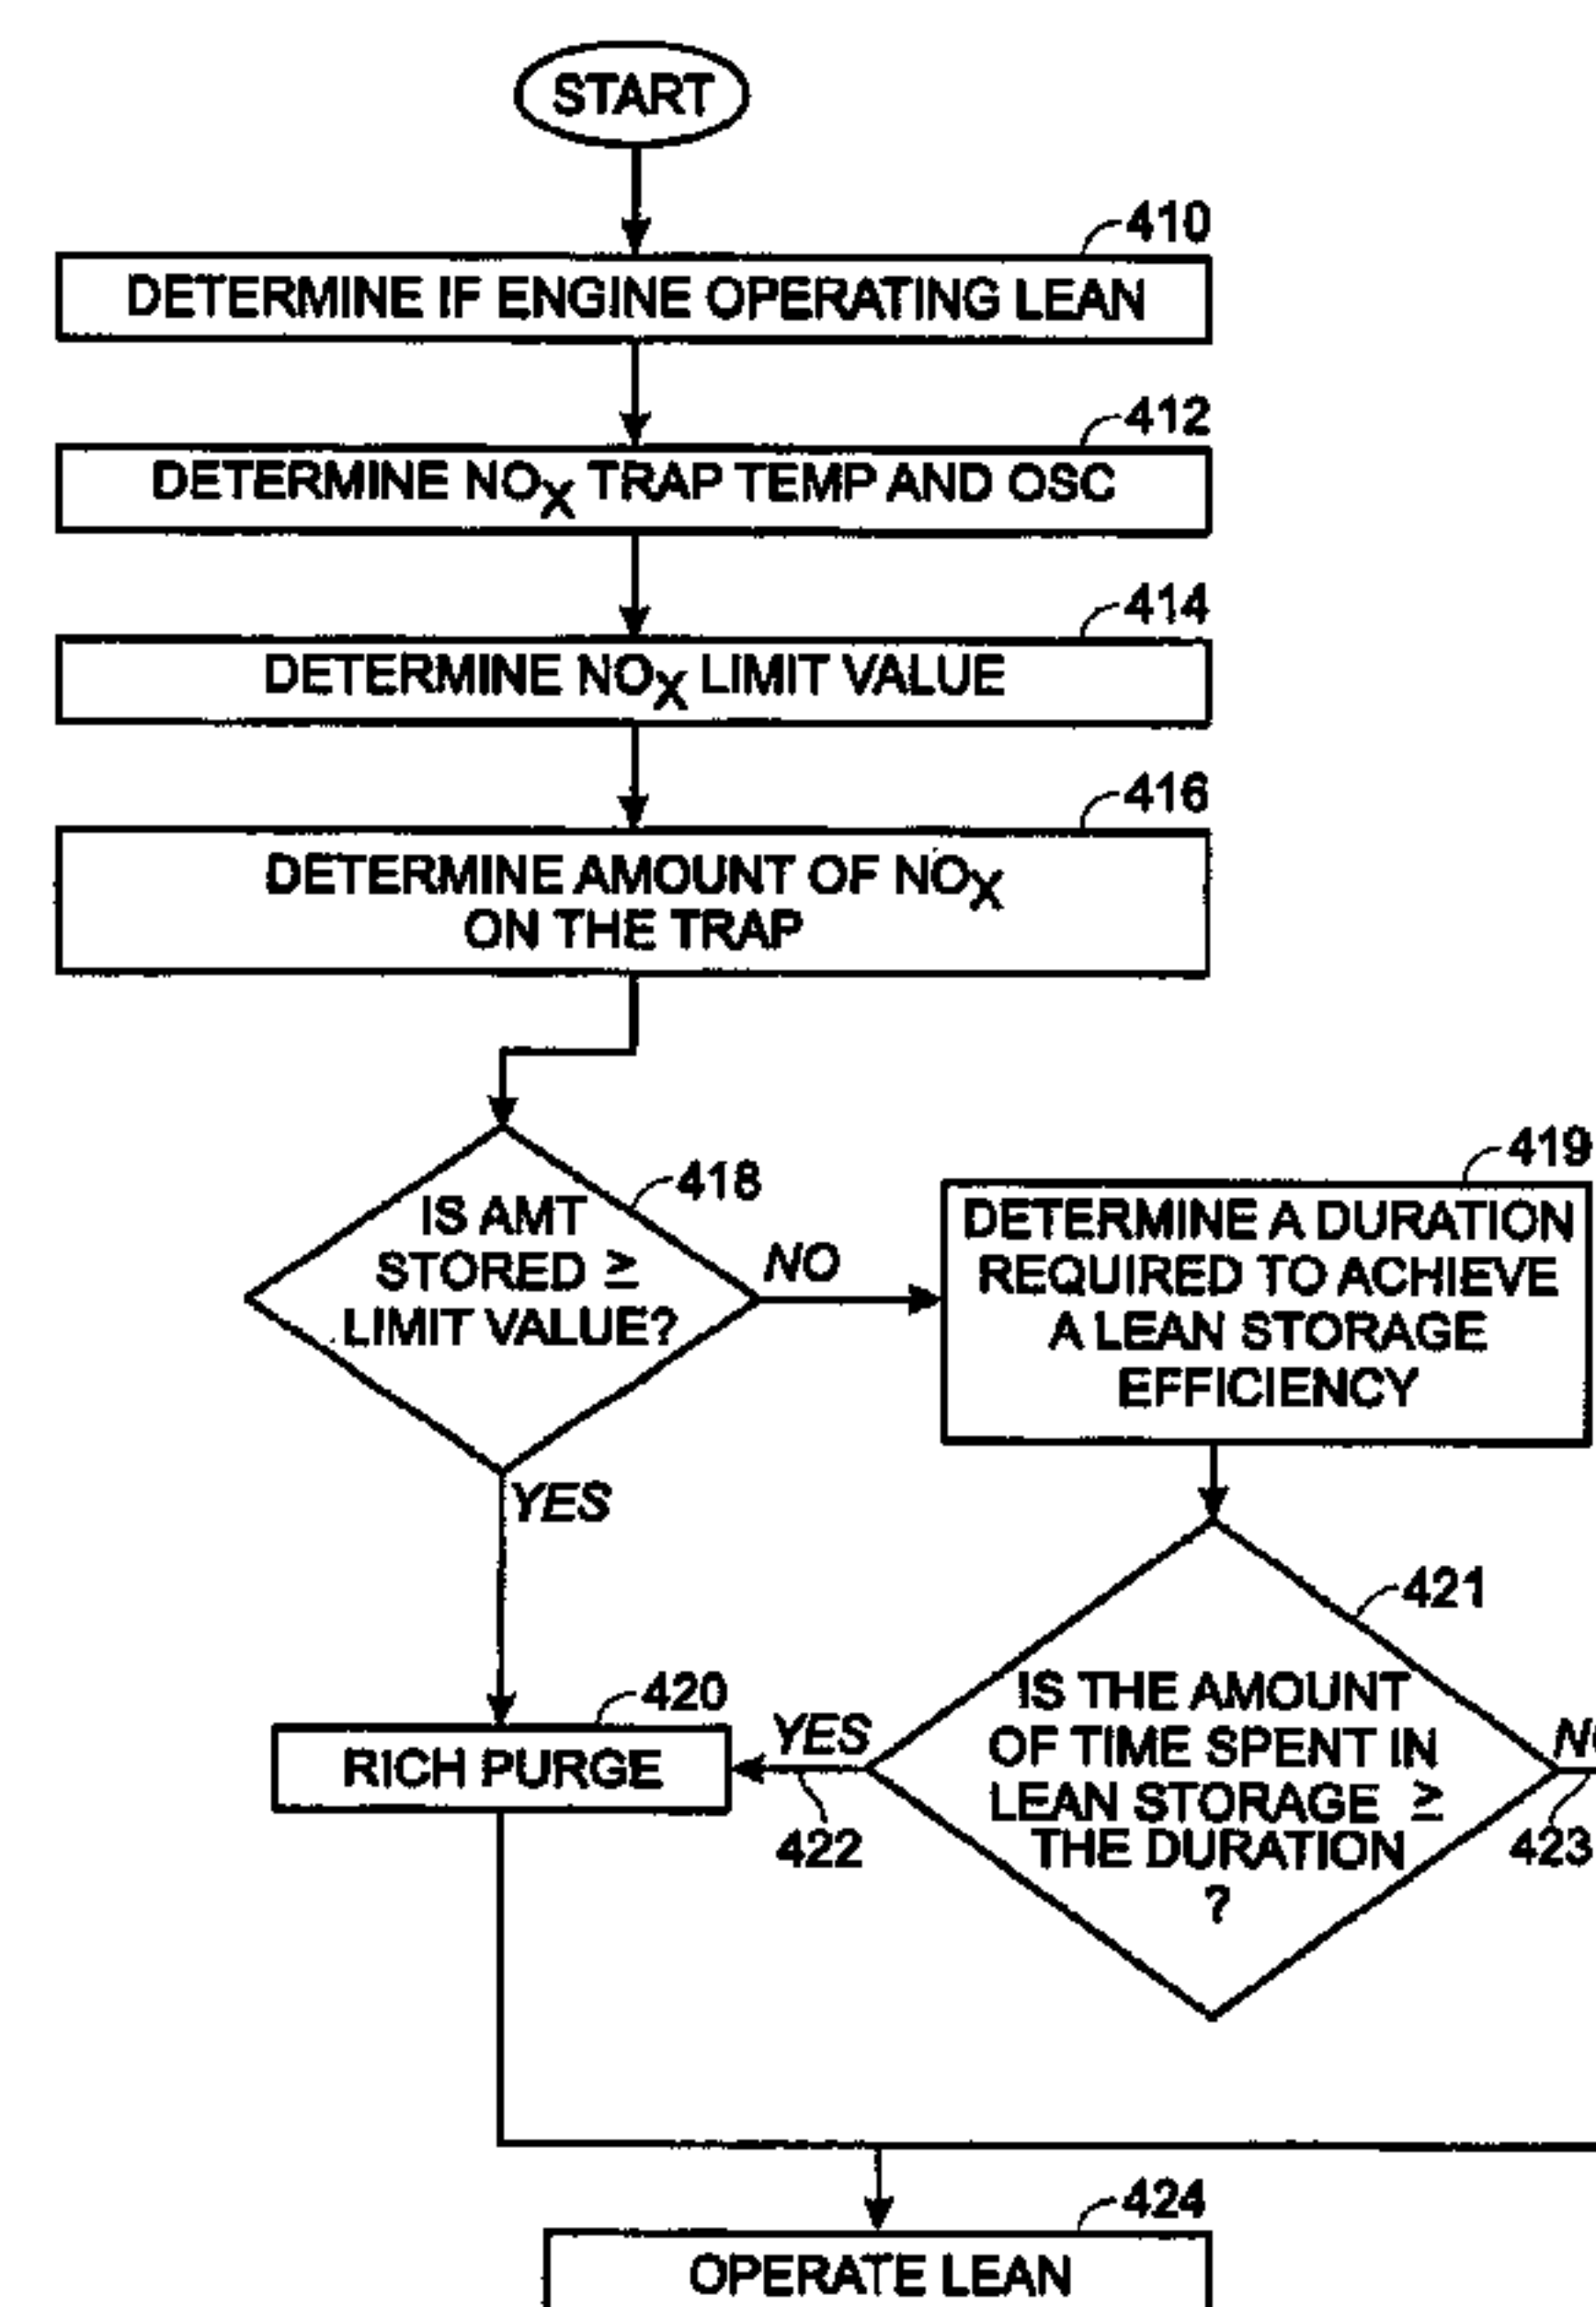 START
410
DETERMINE IF ENGINE OPERATING LEAN
412
DETERMINE NOX TRAP TEMP AND OSC
414
DETERMINE NOX LIMIT VALUE
416
DETERMINE AMOUNT OF NOX
ON THE TRAP
418
IS AMT
STORED ≥
LIMIT VALUE?
NO
YES
419
DETERMINE A DURATION
REQUIRED TO ACHIEVE
A LEAN STORAGE
EFFICIENCY
421
IS THE AMOUNT
OF TIME SPENT IN
LEAN STORAGE ≥
THE DURATION
?
YES
422
423
420
RICH PURGE
424
OPERATE LEAN